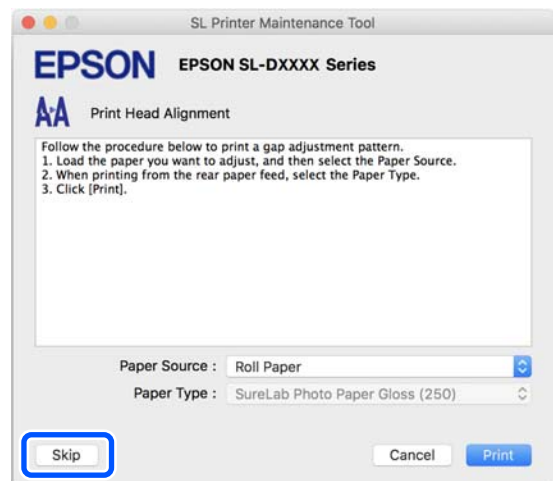 SL Printer Maintenance Tool
EPSON EPSON SL-DXXXX Series
Print Head Alignment
Follow the procedure below to print a gap adjustment pattern.
1. Load the paper you want to adjust, and then select the Paper Source.
2. When printing from the rear paper feed, select the Paper Type.
3. Click [Print].
Paper Source : Roll Paper
Paper Type : SureLab Photo Paper Gloss (250)
Skip Cancel Print